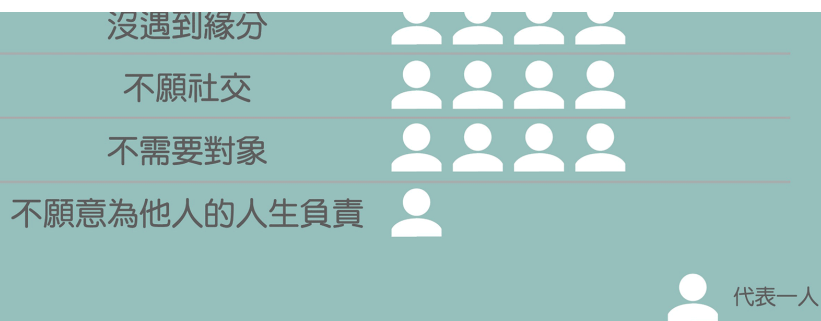 沒遇到緣分
不願社交
不需要對象
不願意為他人的人生負責
代表一人